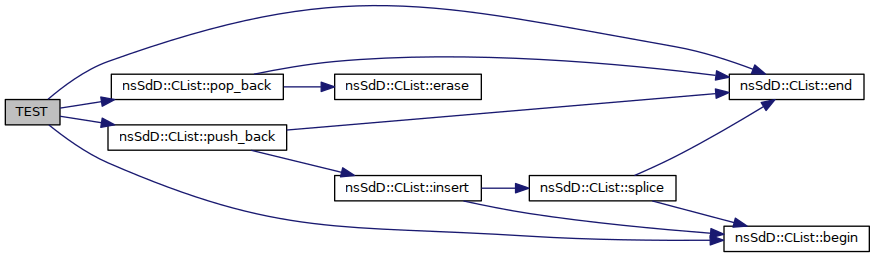 TEST
nsSdD::CList::pop_back
nsSdD::CList::erase
nsSdD::CList::end
nsSdD::CList::push_back
nsSdD::CList::insert
nsSdD::CList::splice
nsSdD::CList::begin